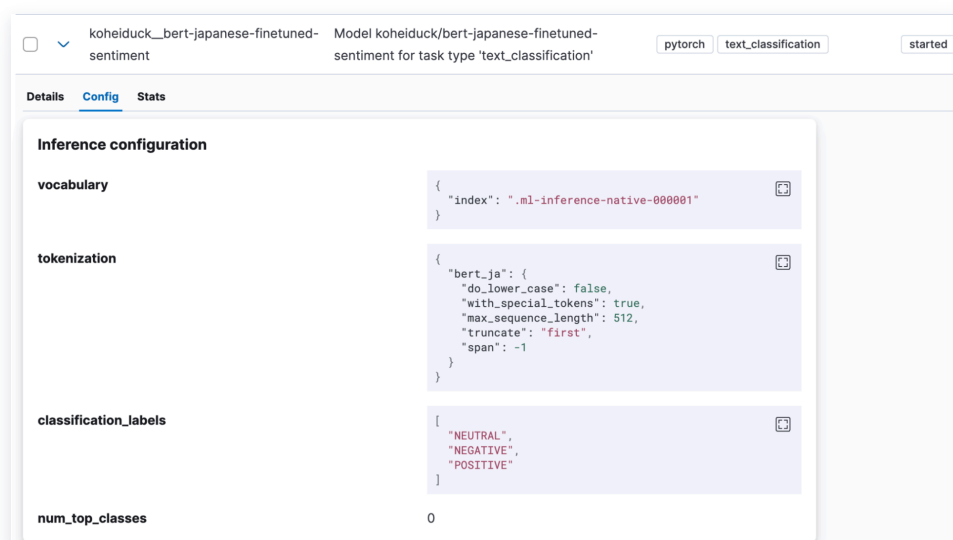 koheiduck__bert-japanese-finetuned-
sentiment
Model koheiduck/bert-japanese-finetuned-
sentiment for task type 'text_classification'
pytorch
text_classification
started
Details
Config
Stats
Inference configuration
vocabulary
{
"index": ".ml-inference-native-000001"
}
tokenization
{
"bert_ja": {
"do_lower_case": false,
"with_special_tokens": true,
"max_sequence_length": 512,
"truncate": "first",
"span": -1
}
}
classification_labels
[
"NEUTRAL",
"NEGATIVE",
"POSITIVE"
]
num_top_classes
0